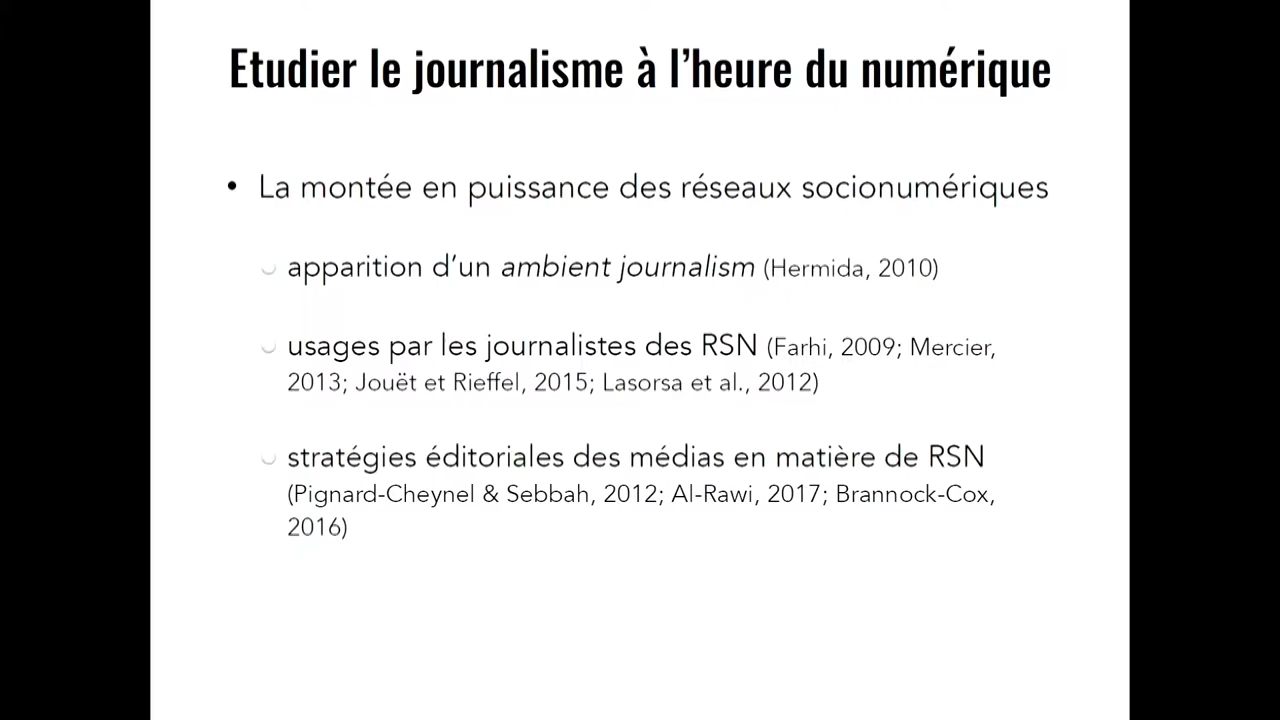 Etudier le journalisme à l’heure du numérique
• La montée en puissance des réseaux socionumériques
apparition d’un ambient journalism (Hermida, 2010)
usages par les journalistes des RSN (Farhi, 2009; Mercier,
2013; Jouët et Rieffel, 2015; Lasorsa et al., 2012)
stratégies éditoriales des médias en matière de RSN
(Pignard-Cheynel & Sebbah, 2012; Al-Rawi, 2017; Brannock-Cox,
2016)